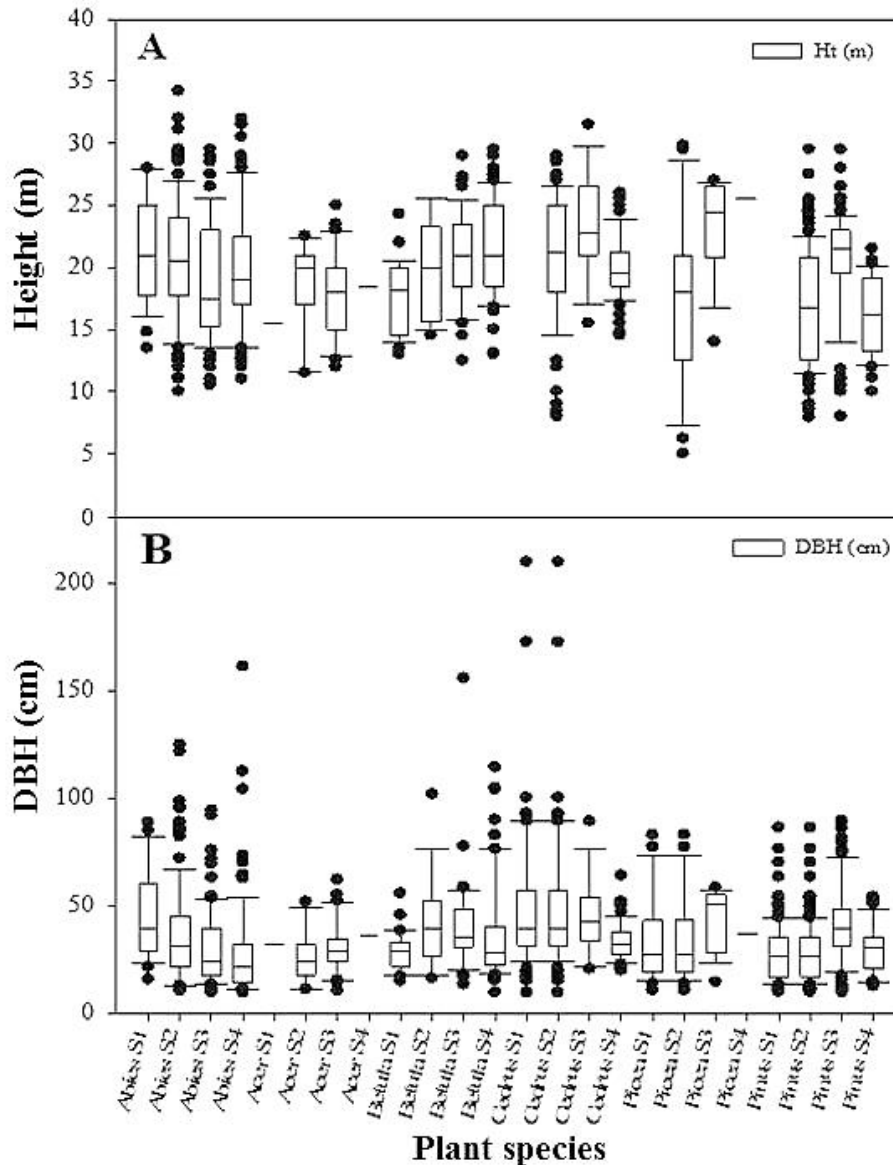 A
Ht (m)
40
35
30
25
20
15
10
5
0
Height (m)
B
DBH (cm)
200
150
100
50
0
DBH (cm)
Abies S1
Abies S2
Abies S3
Abies S4
Acer S1
Acer S2
Acer S3
Acer S4
Betula S1
Betula S2
Betula S3
Betula S4
Cedrus S1
Cedrus S2
Cedrus S3
Cedrus S4
Picea S1
Picea S2
Picea S3
Picea S4
Pinus S1
Pinus S2
Pinus S3
Pinus S4
Plant species